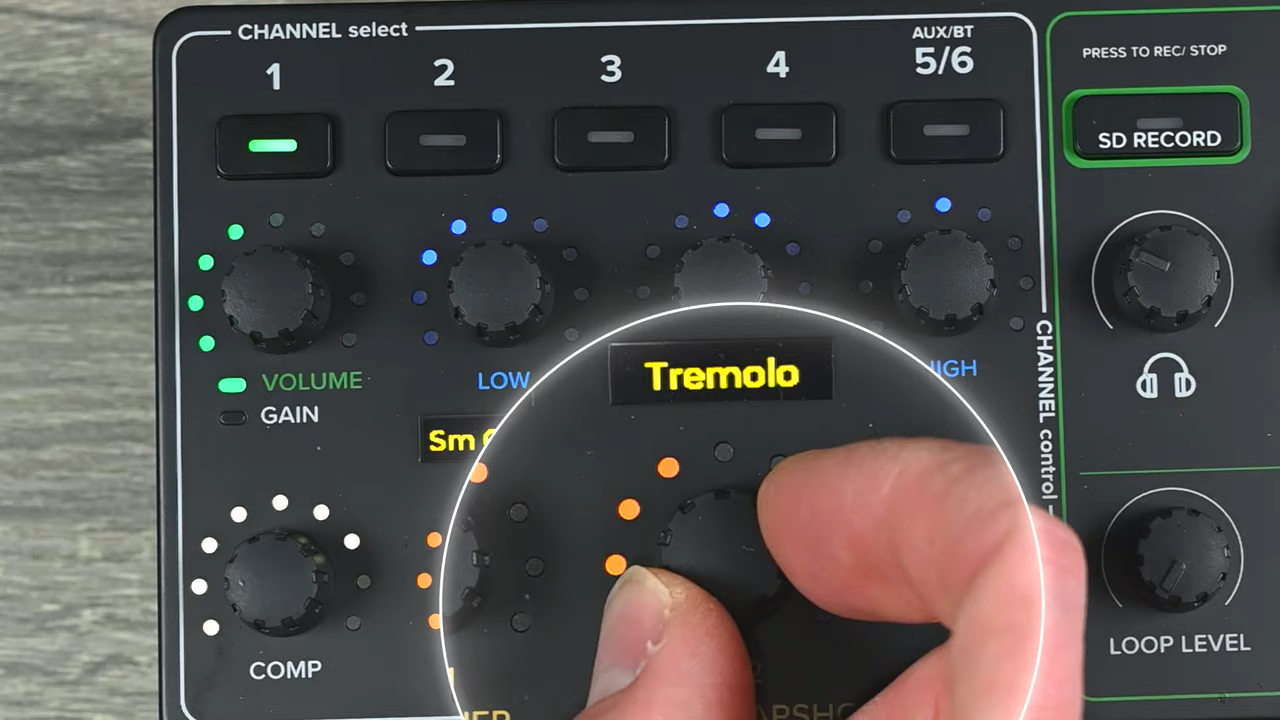 CHANNEL select
1
2
3
4
AUX/BT
5/6
PRESS TO REC/ STOP
SD RECORD
VOLUME
GAIN
LOW
Tremolo
Sm
CHANNEL control
COMP
LOOP LEVEL